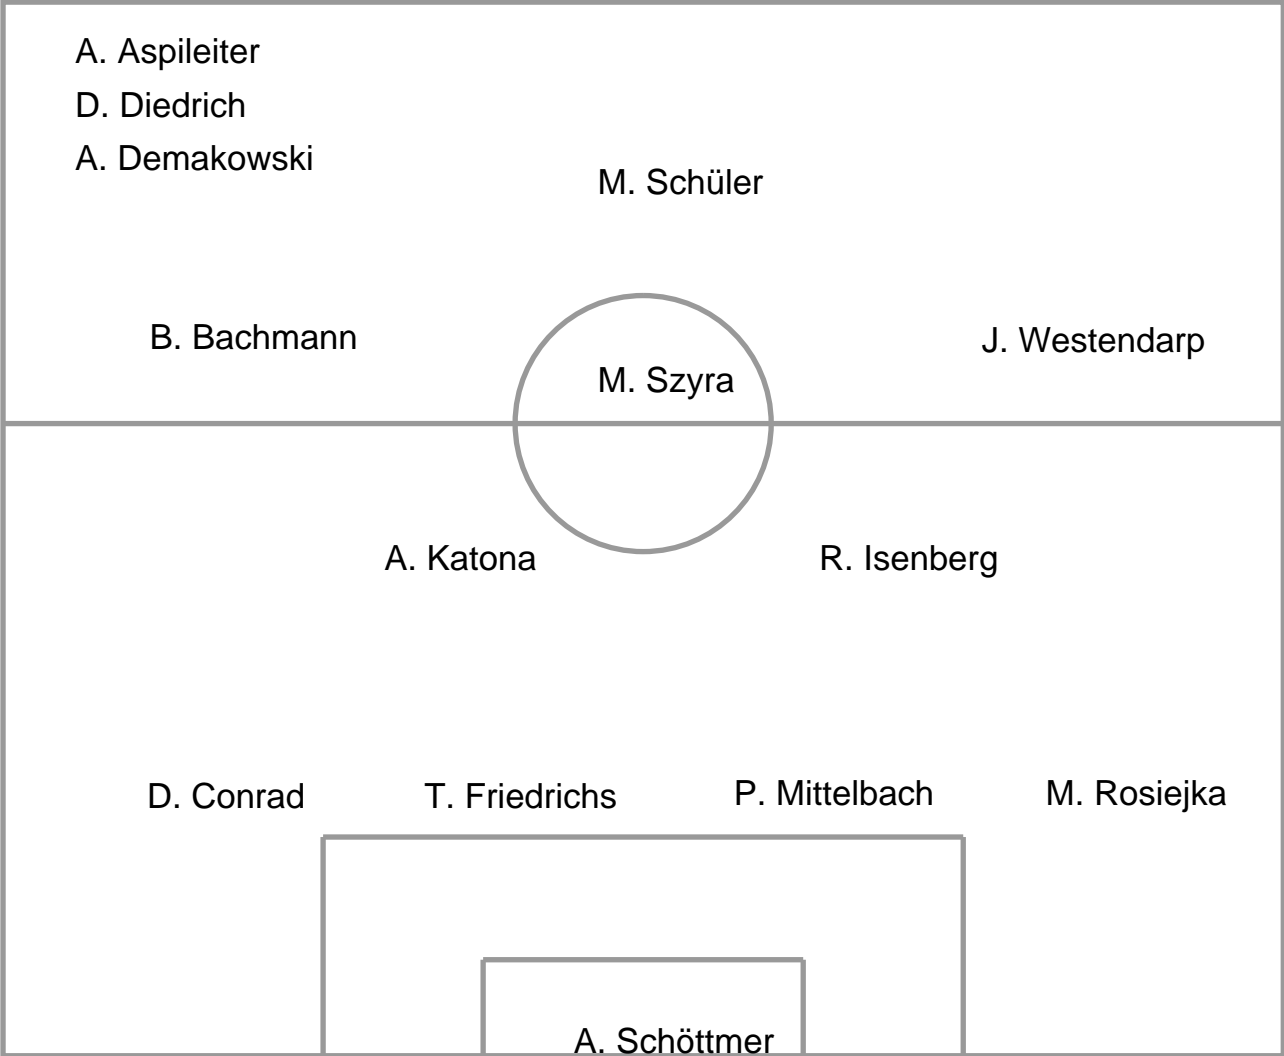 A. Aspileiter
D. Diedrich
A. Demakowski
M. Schüler
B. Bachmann
J. Westendarp
M. Szyra
A. Katona
R. Isenberg
D. Conrad
T. Friedrichs
P. Mittelbach
M. Rosiejka
A. Schöttmer